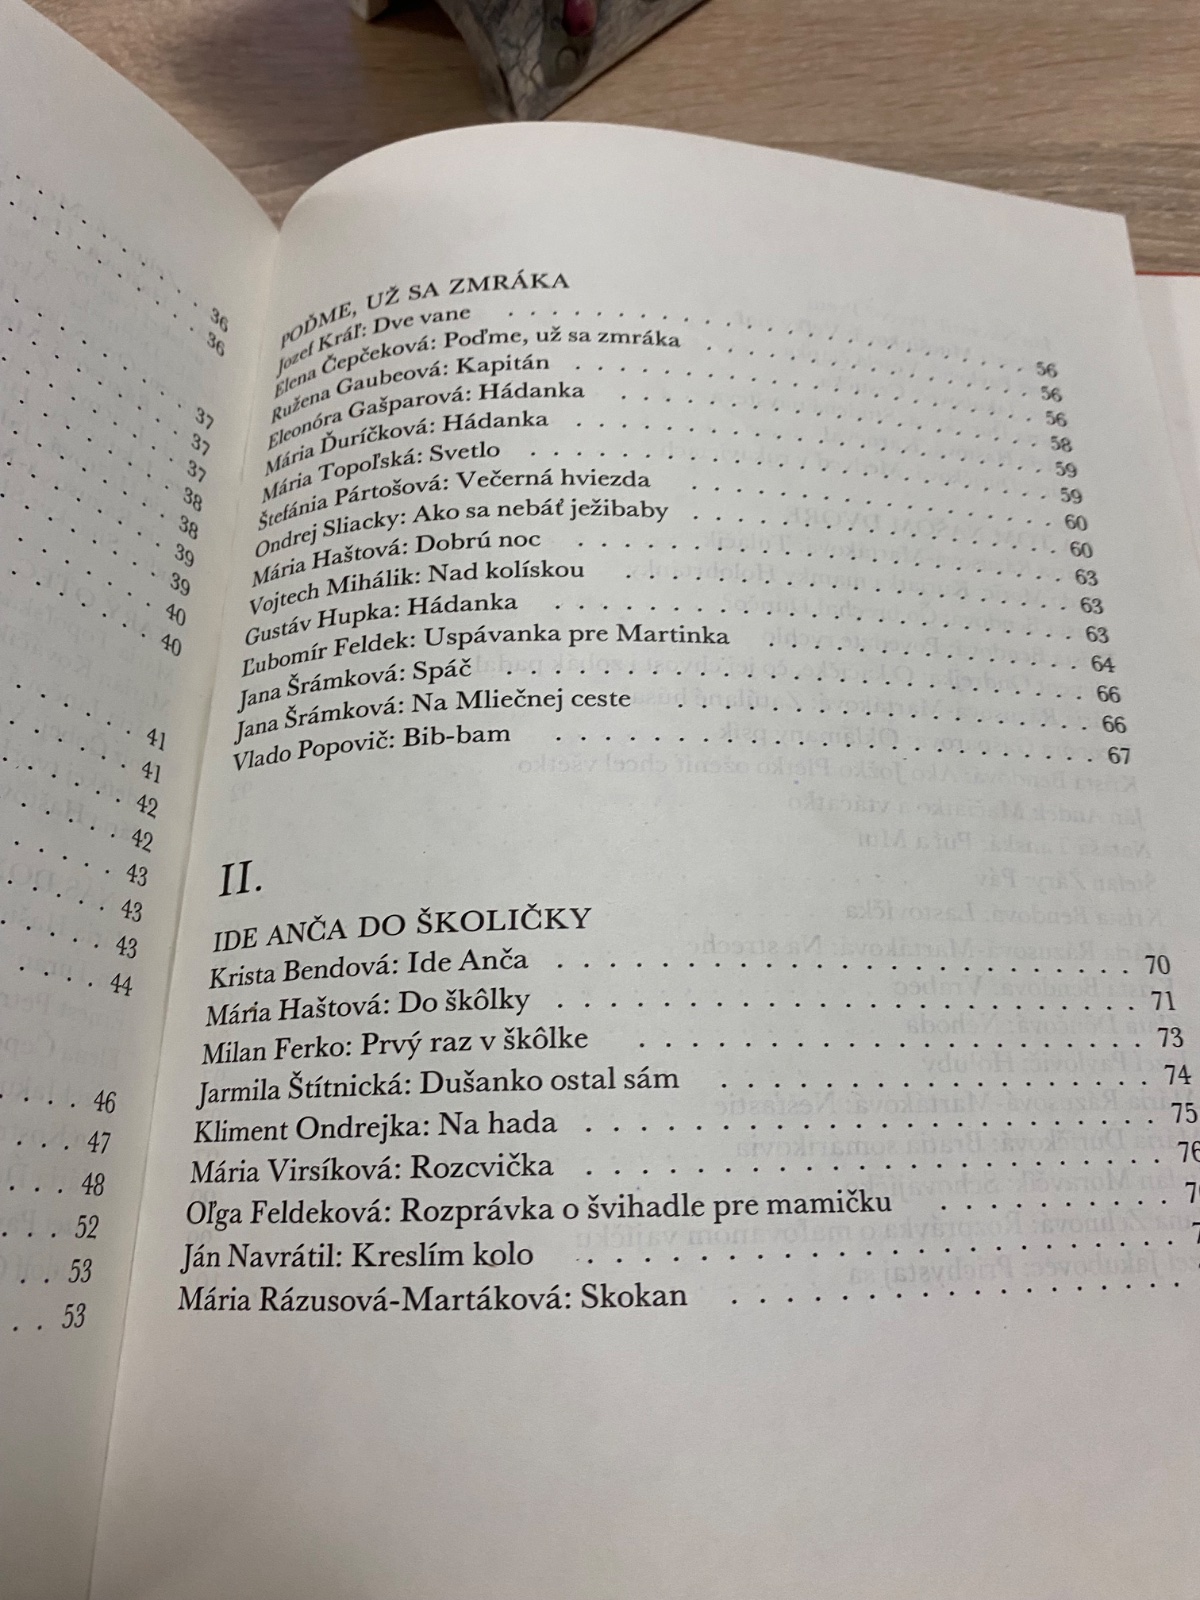 36
36
37
37
37
38
38
39
39
40
40
41
41
42
42
43
43
43
44
46
47
48
52
53
53
POĎME, UŽ SA ZMRÁKA
Jozef Kráľ: Dve vane . . . . . . . . . . . . . . . . . . 56
Elena Čepčeková: Poďme, už sa zmráka . . . . . . . . . . . . 56
Ružena Gaubeová: Kapitán . . . . . . . . . . . . . . . . 56
Eleonóra Gašparová: Hádanka . . . . . . . . . . . . . . . 58
Mária Ďuríčková: Hádanka . . . . . . . . . . . . . . . . 59
Mária Topoľská: Svetlo . . . . . . . . . . . . . . . . . 59
Štefánia Pártošová: Večerná hviezda . . . . . . . . . . . . 60
Ondrej Sliacky: Ako sa nebáť ježibaby . . . . . . . . . . . . 60
Mária Haštová: Dobrú noc . . . . . . . . . . . . . . . . 63
Vojtech Mihálik: Nad kolískou . . . . . . . . . . . . . . . 63
Gustáv Hupka: Hádanka . . . . . . . . . . . . . . . . . 63
Ľubomír Feldek: Uspávanka pre Martinka . . . . . . . . . . . 64
Jana Šrámková: Spáč . . . . . . . . . . . . . . . . . . 66
Jana Šrámková: Na Mliečnej ceste . . . . . . . . . . . . . . 66
Vlado Popovič: Bib-bam . . . . . . . . . . . . . . . . . 67
II.
IDE ANČA DO ŠKOLIČKY
Krista Bendová: Ide Anča . . . . . . . . . . . . . . . . . 70
Mária Haštová: Do škôlky . . . . . . . . . . . . . . . . . 71
Milan Ferko: Prvý raz v škôlke . . . . . . . . . . . . . . . 73
Jarmila Štítnická: Dušanko ostal sám . . . . . . . . . . . . 74
Kliment Ondrejka: Na hada . . . . . . . . . . . . . . . . 75
Mária Virsíková: Rozcvička . . . . . . . . . . . . . . . . 76
Oľga Feldeková: Rozprávka o švihadle pre mamičku . . . . . . .
Ján Navrátil: Kreslím kolo . . . . . . . . . . . . . . . .
Mária Rázusová-Martáková: Skokan . . . . . . . . . . . . .